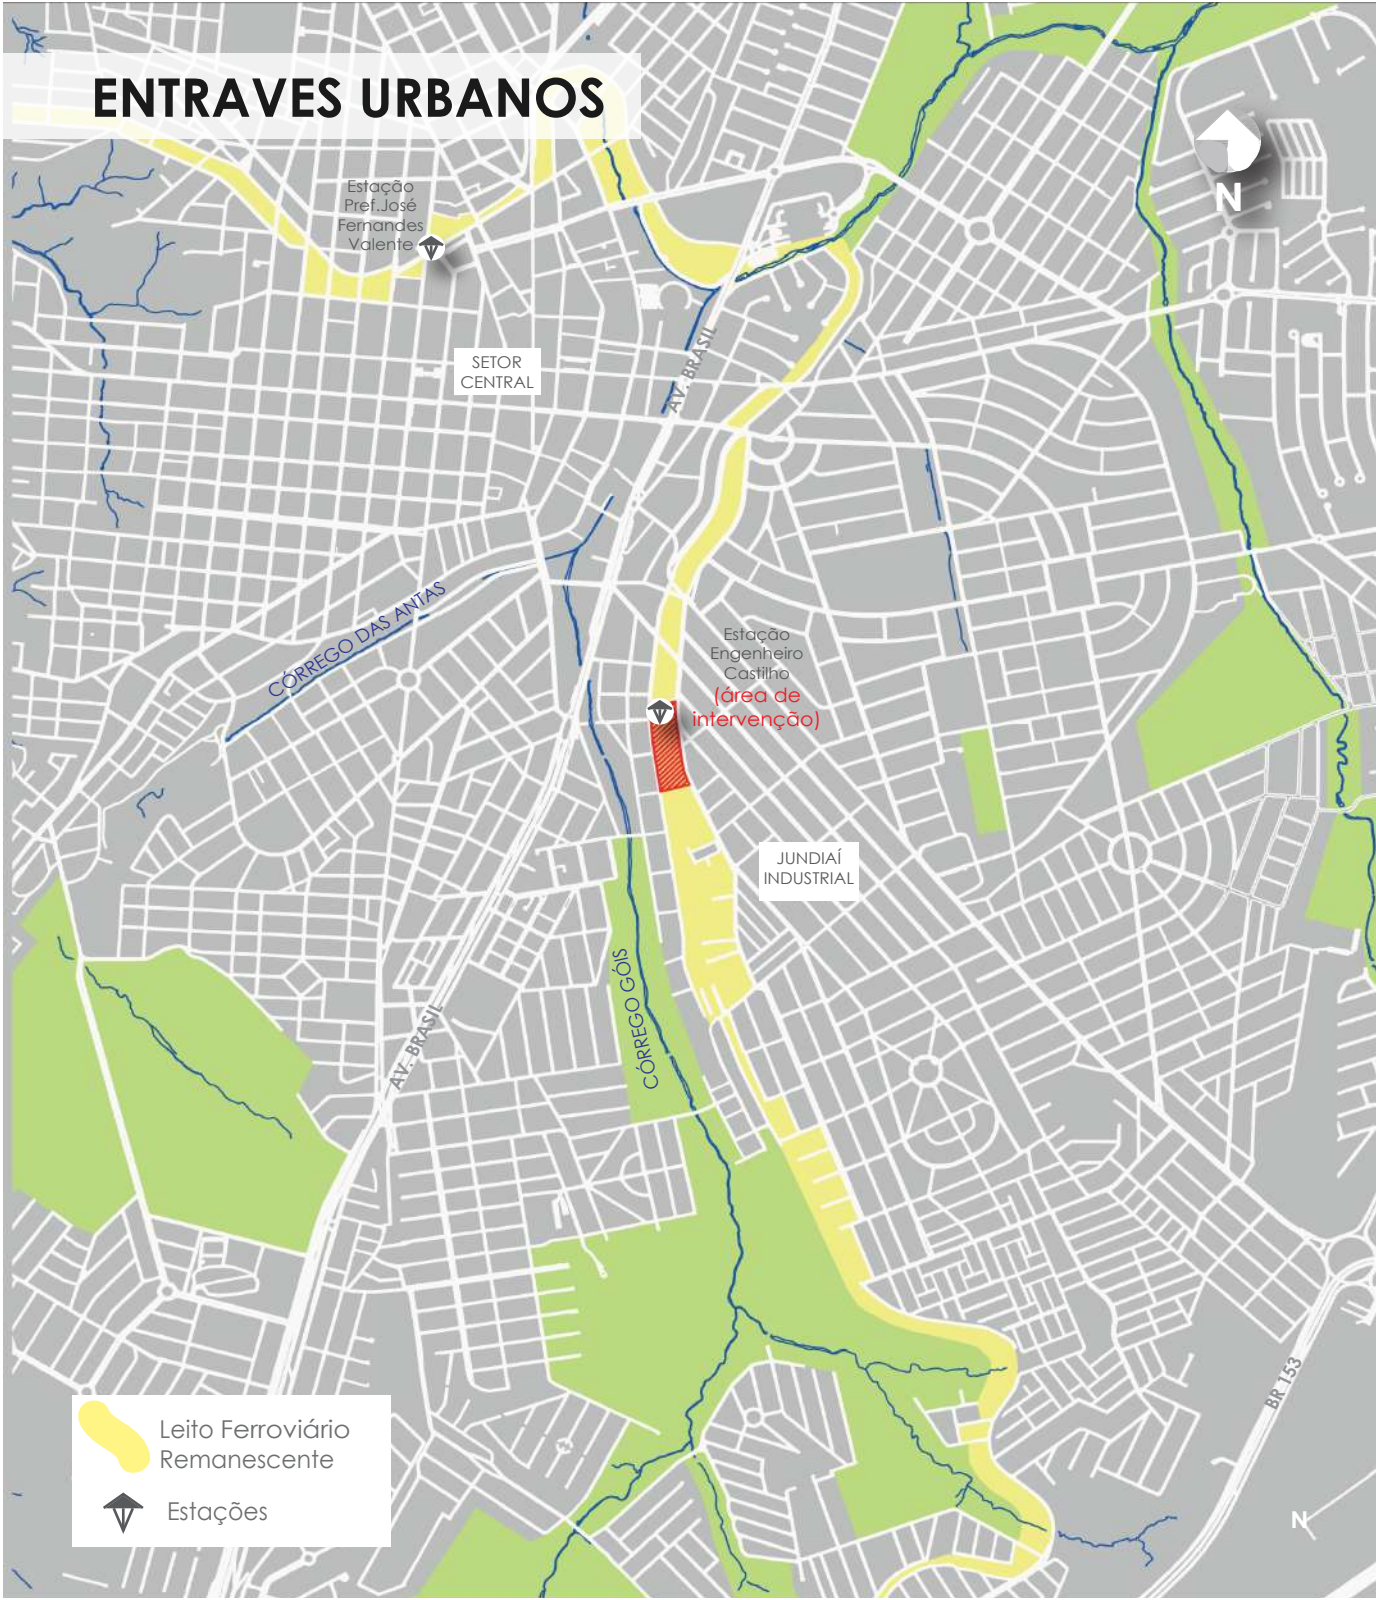 ENTRAVES URBANOS
N
Estação
Pref.José
Fernandes
Valente
SETOR
CENTRAL
AV. BRASIL
CÓRREGO DAS ANTAS
Estação
Engenheiro
Castilho
(área de
intervenção)
JUNDIAÍ
INDUSTRIAL
CÓRREGO GÓIS
AV. BRASIL
BR 153
Leito Ferroviário
Remanescente
Estações
N